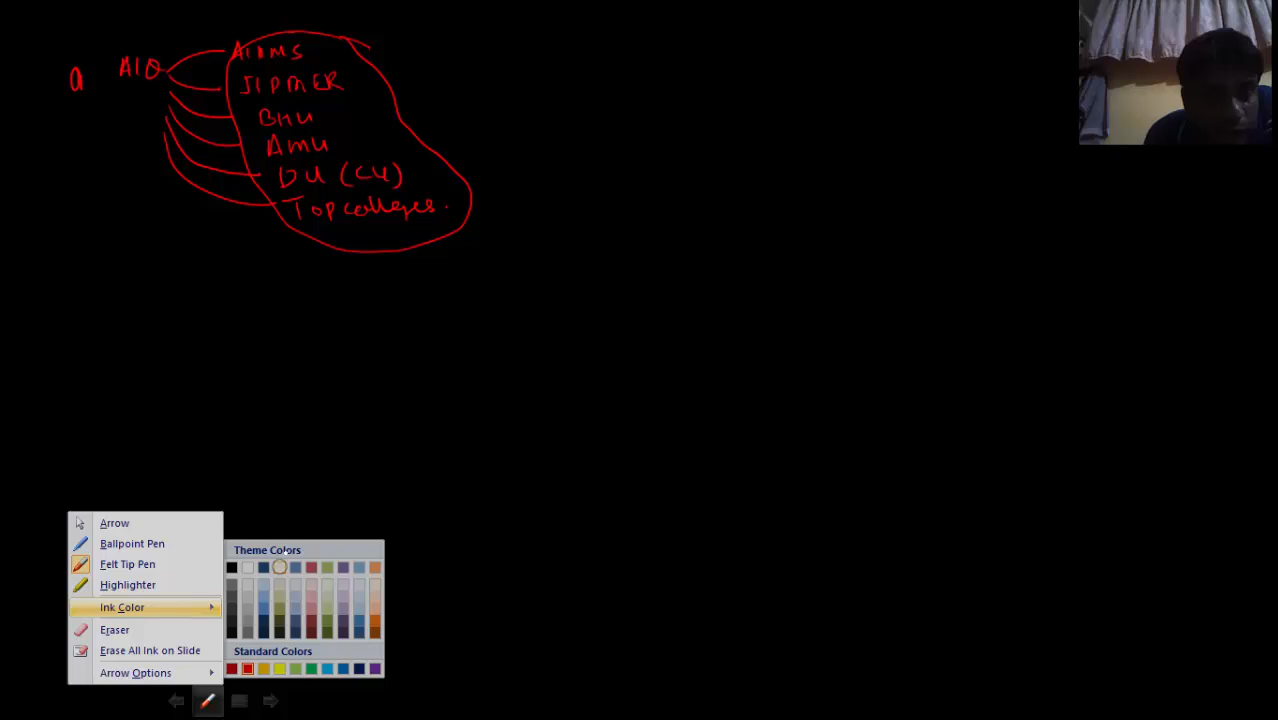 a AIQ
AIIMS
JIPMER
BHU
AMU
DU (CU)
Top colleges.
Arrow
Ballpoint Pen
Felt Tip Pen
Highlighter
Ink Color
Eraser
Erase All Ink on Slide
Arrow Options
Theme Colors
Standard Colors